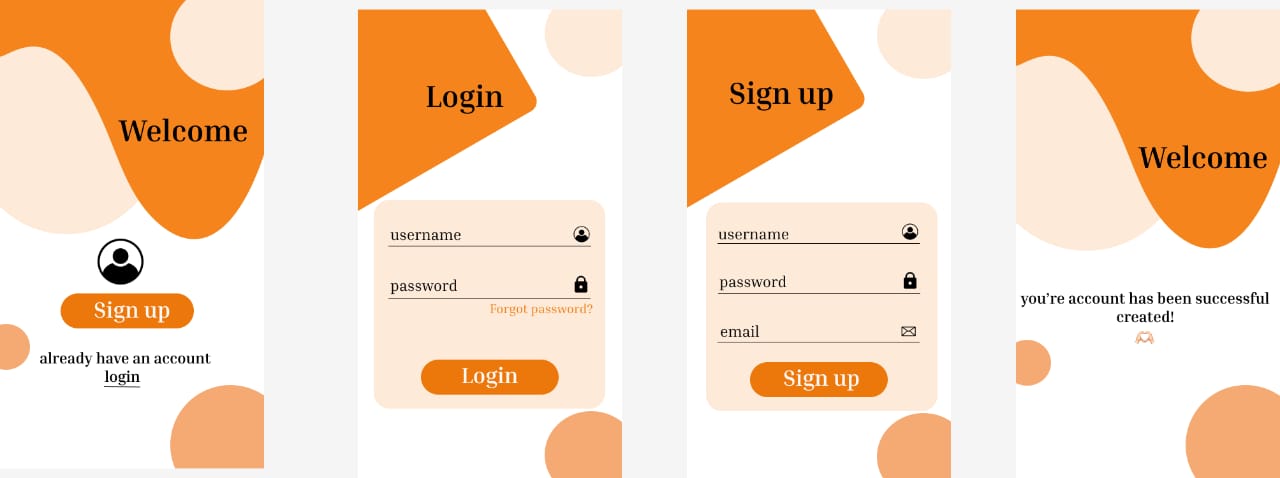 Welcome
Sign up
already have an account
login
Login
username
password
Forgot password?
Login
Sign up
username
password
email
Sign up
Welcome
you’re account has been successful
created!